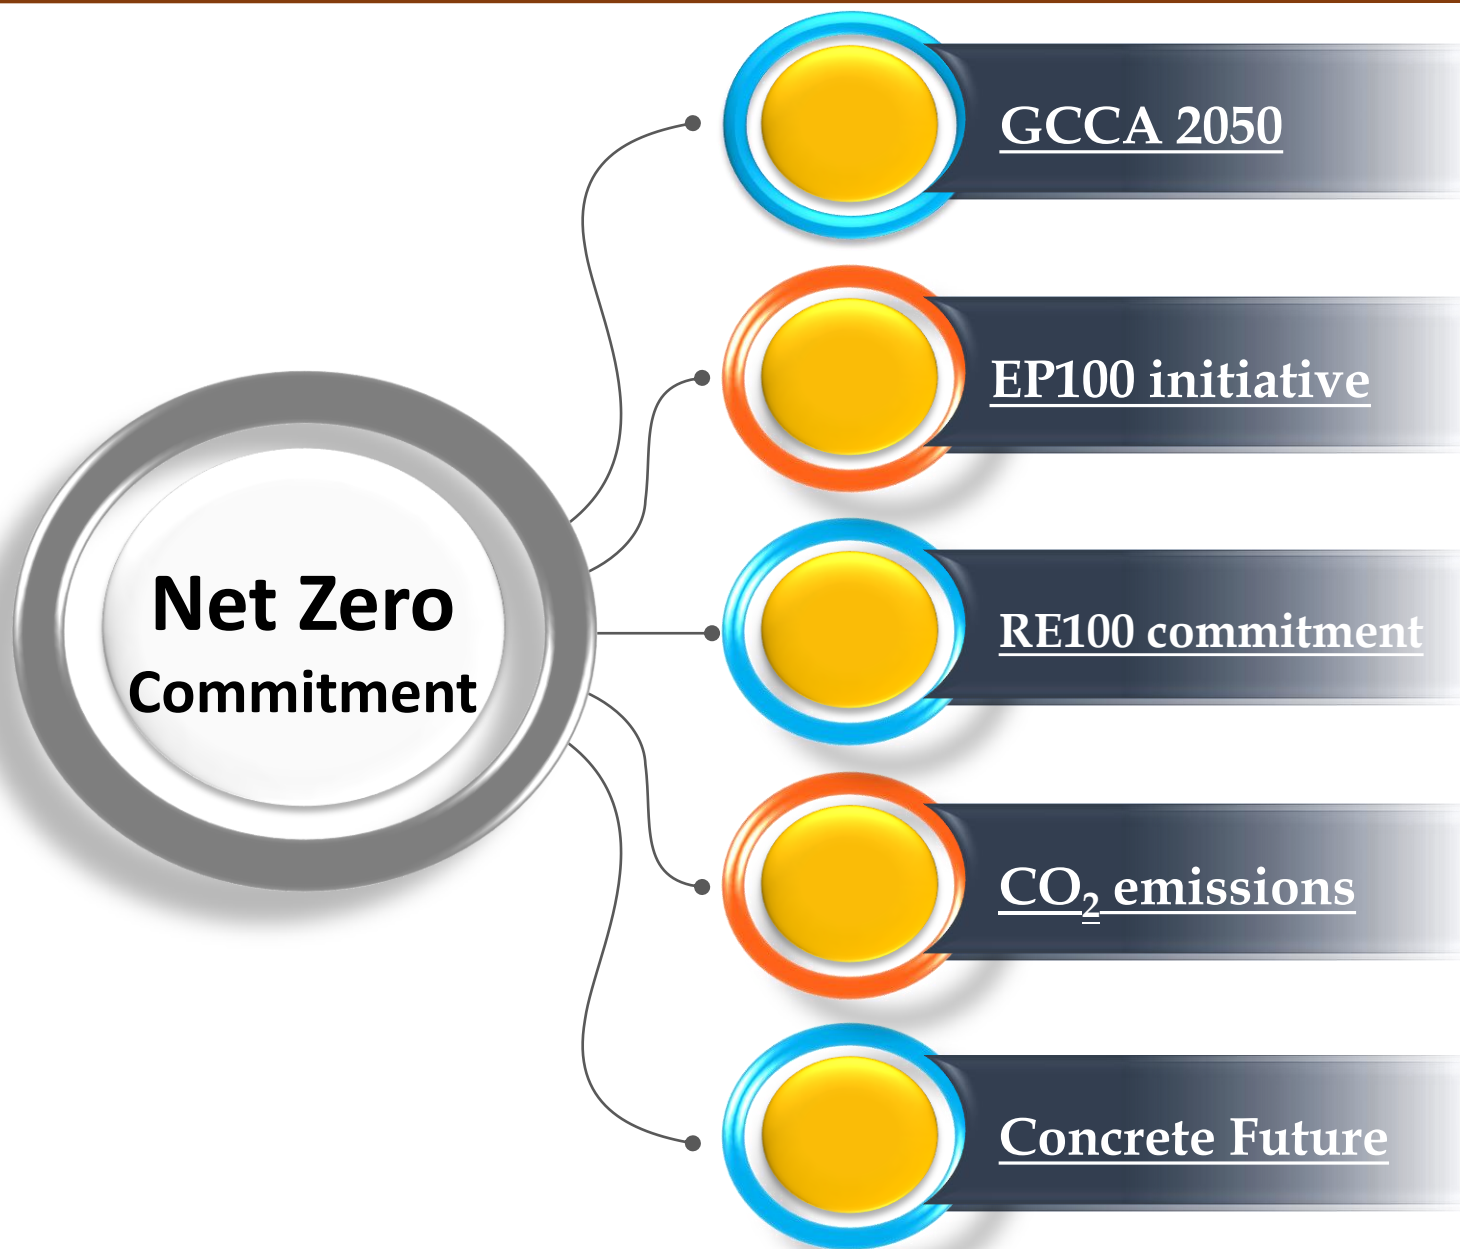 Net Zero
Commitment
GCCA 2050
EP100 initiative
RE100 commitment
CO₂ emissions
Concrete Future